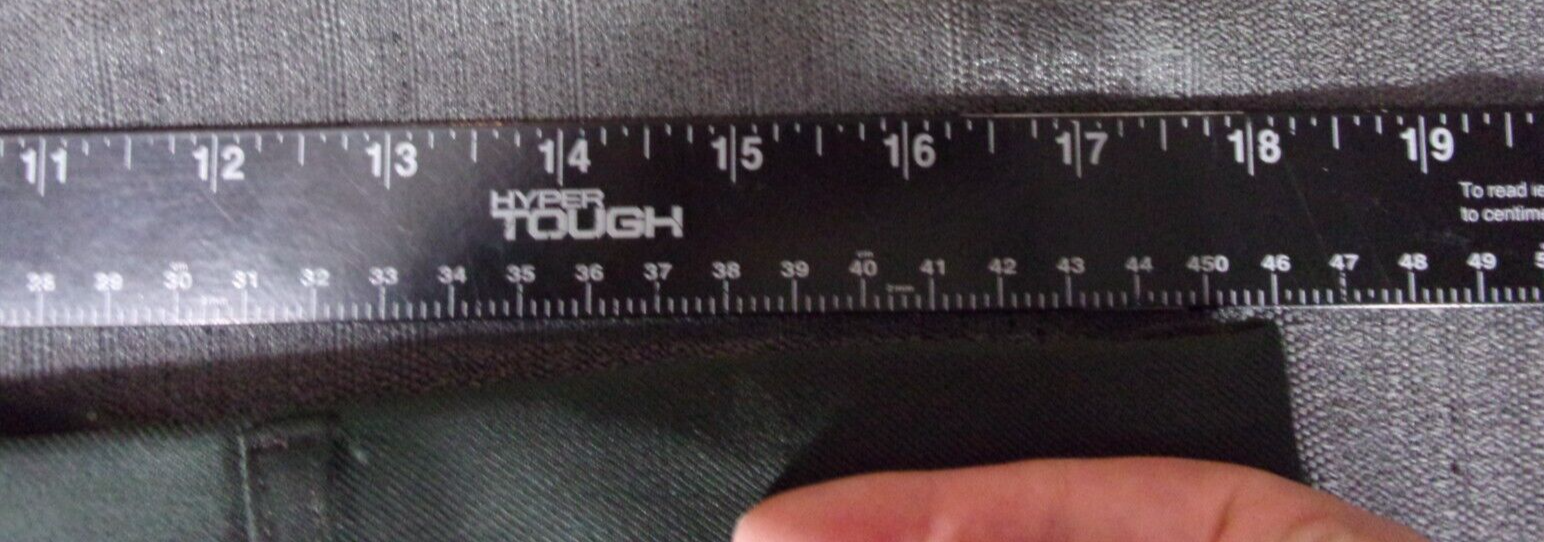 11 12 13 14 15 16 17 18 19
HYPER
TOUGH
To read
to
28 29 30 31 32 33 34 35 36 37 38 39 40 41 42 43 44 450 46 47 48 49